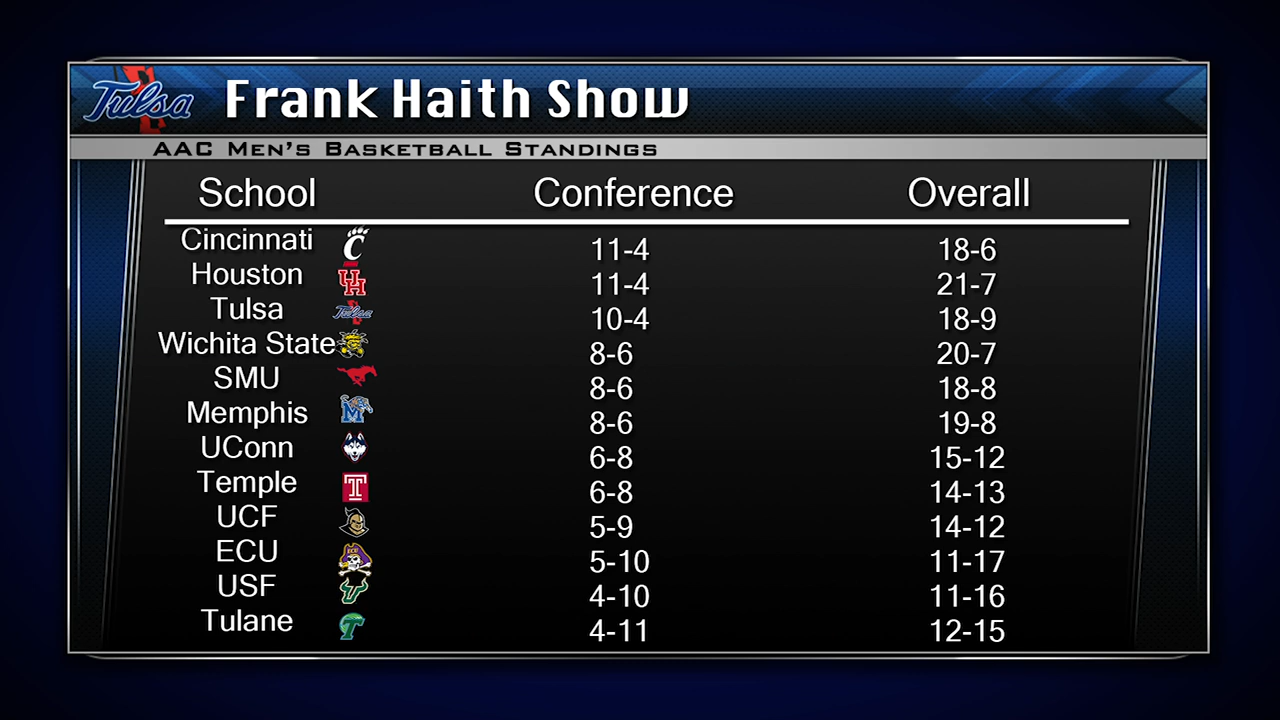 Tulsa Frank Haith Show
AAC Men's Basketball Standings
School Conference Overall
Cincinnati C 11-4 18-6
Houston UH 11-4 21-7
Tulsa Tulsa 10-4 18-9
Wichita State 8-6 20-7
SMU 8-6 18-8
Memphis M 8-6 19-8
UConn 6-8 15-12
Temple T 6-8 14-13
UCF 5-9 14-12
ECU ECU 5-10 11-17
USF U 4-10 11-16
Tulane T 4-11 12-15